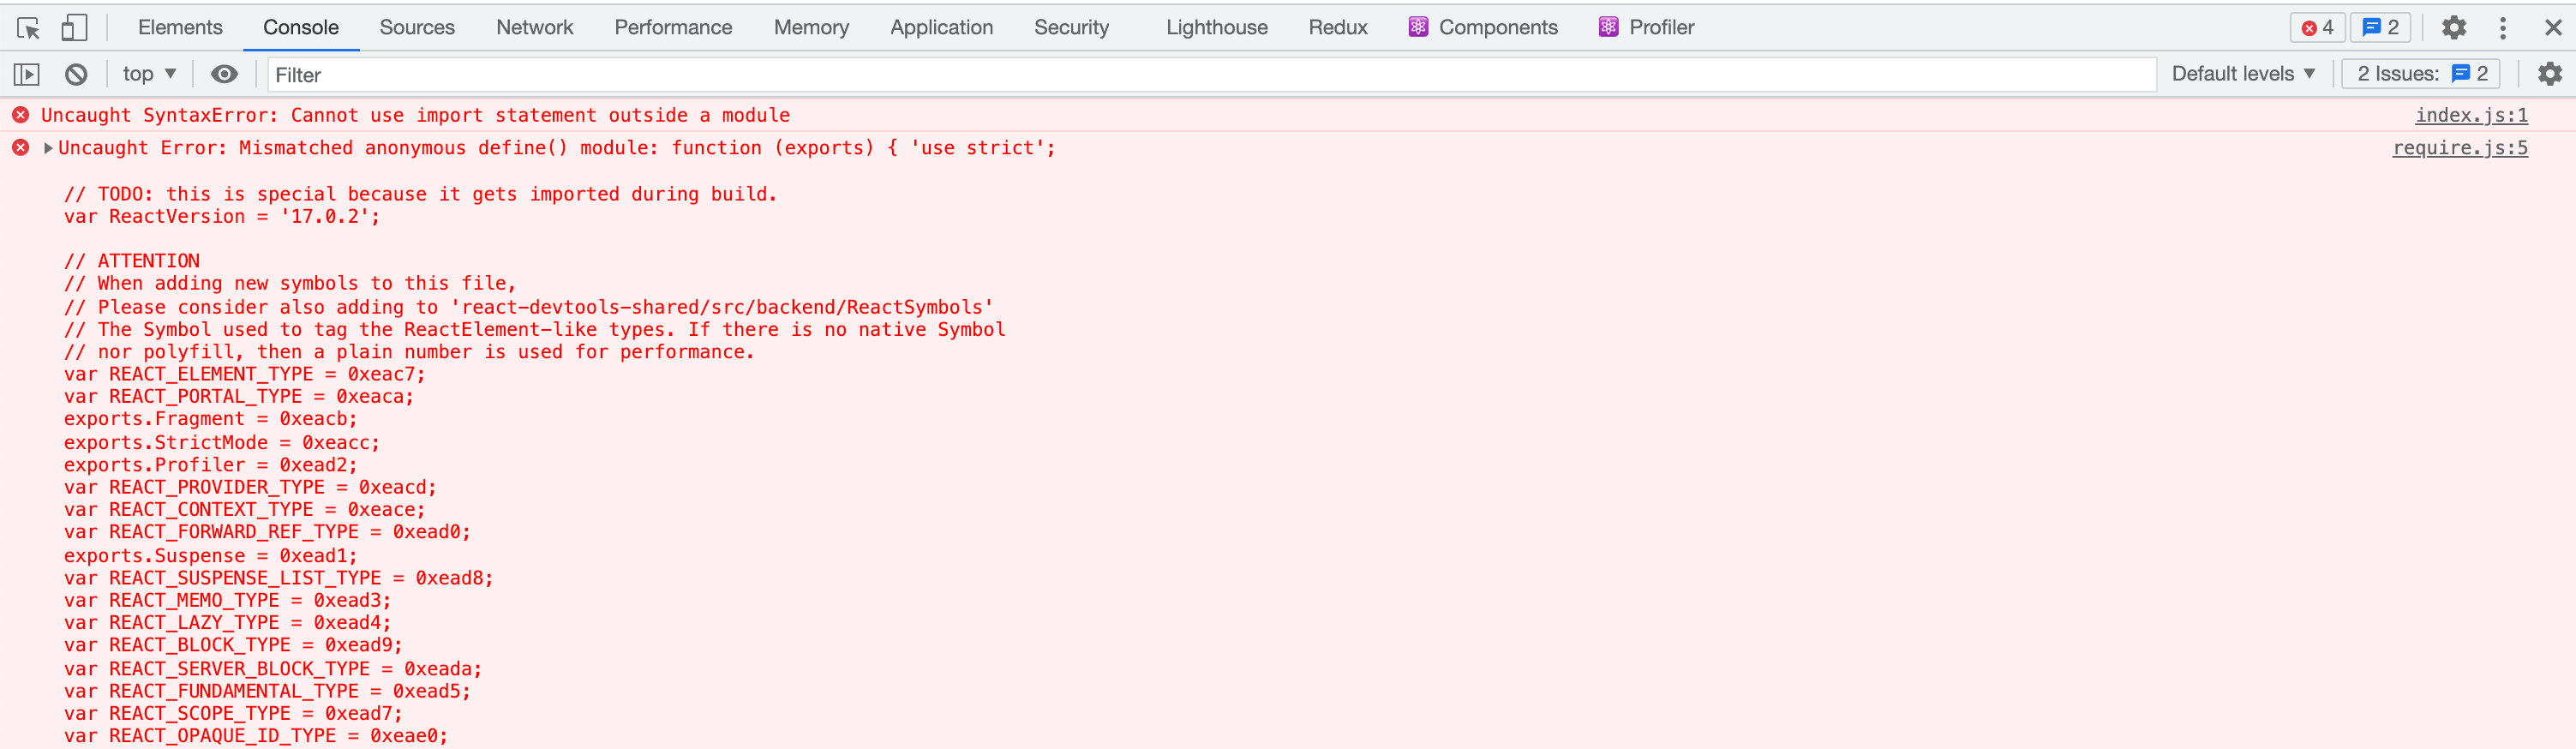 Elements Console Sources Network Performance Memory Application Security Lighthouse Redux Components Profiler 4 2
top Filter Default levels 2 Issues: 2
Uncaught SyntaxError: Cannot use import statement outside a module index.js:1
Uncaught Error: Mismatched anonymous define() module: function (exports) { 'use strict'; require.js:5
// TODO: this is special because it gets imported during build.
var ReactVersion = '17.0.2';
// ATTENTION
// When adding new symbols to this file,
// Please consider also adding to 'react-devtools-shared/src/backend/ReactSymbols'
// The Symbol used to tag the ReactElement-like types. If there is no native Symbol
// nor polyfill, then a plain number is used for performance.
var REACT_ELEMENT_TYPE = 0xeac7;
var REACT_PORTAL_TYPE = 0xeaca;
exports.Fragment = 0xeacb;
exports.StrictMode = 0xeacc;
exports.Profiler = 0xead2;
var REACT_PROVIDER_TYPE = 0xeacd;
var REACT_CONTEXT_TYPE = 0xeace;
var REACT_FORWARD_REF_TYPE = 0xead0;
exports.Suspense = 0xead1;
var REACT_SUSPENSE_LIST_TYPE = 0xead8;
var REACT_MEMO_TYPE = 0xead3;
var REACT_LAZY_TYPE = 0xead4;
var REACT_BLOCK_TYPE = 0xead9;
var REACT_SERVER_BLOCK_TYPE = 0xeada;
var REACT_FUNDAMENTAL_TYPE = 0xead5;
var REACT_SCOPE_TYPE = 0xead7;
var REACT_OPAQUE_ID_TYPE = 0xeae0;